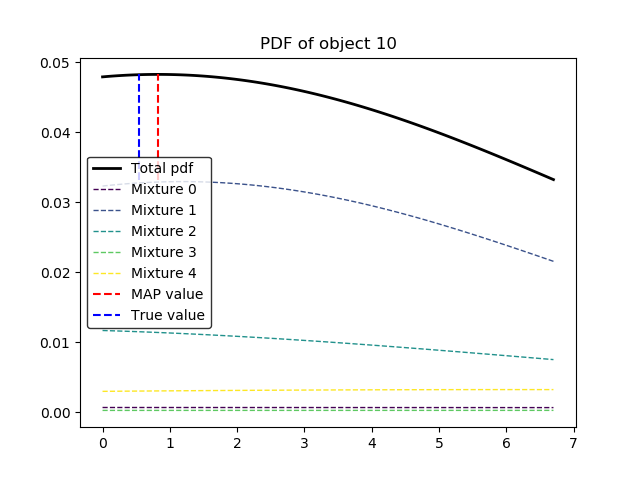 PDF of object 10
0.05
0.04
0.03
0.02
0.01
0.00
Total pdf
Mixture 0
Mixture 1
Mixture 2
Mixture 3
Mixture 4
MAP value
True value
0 1 2 3 4 5 6 7